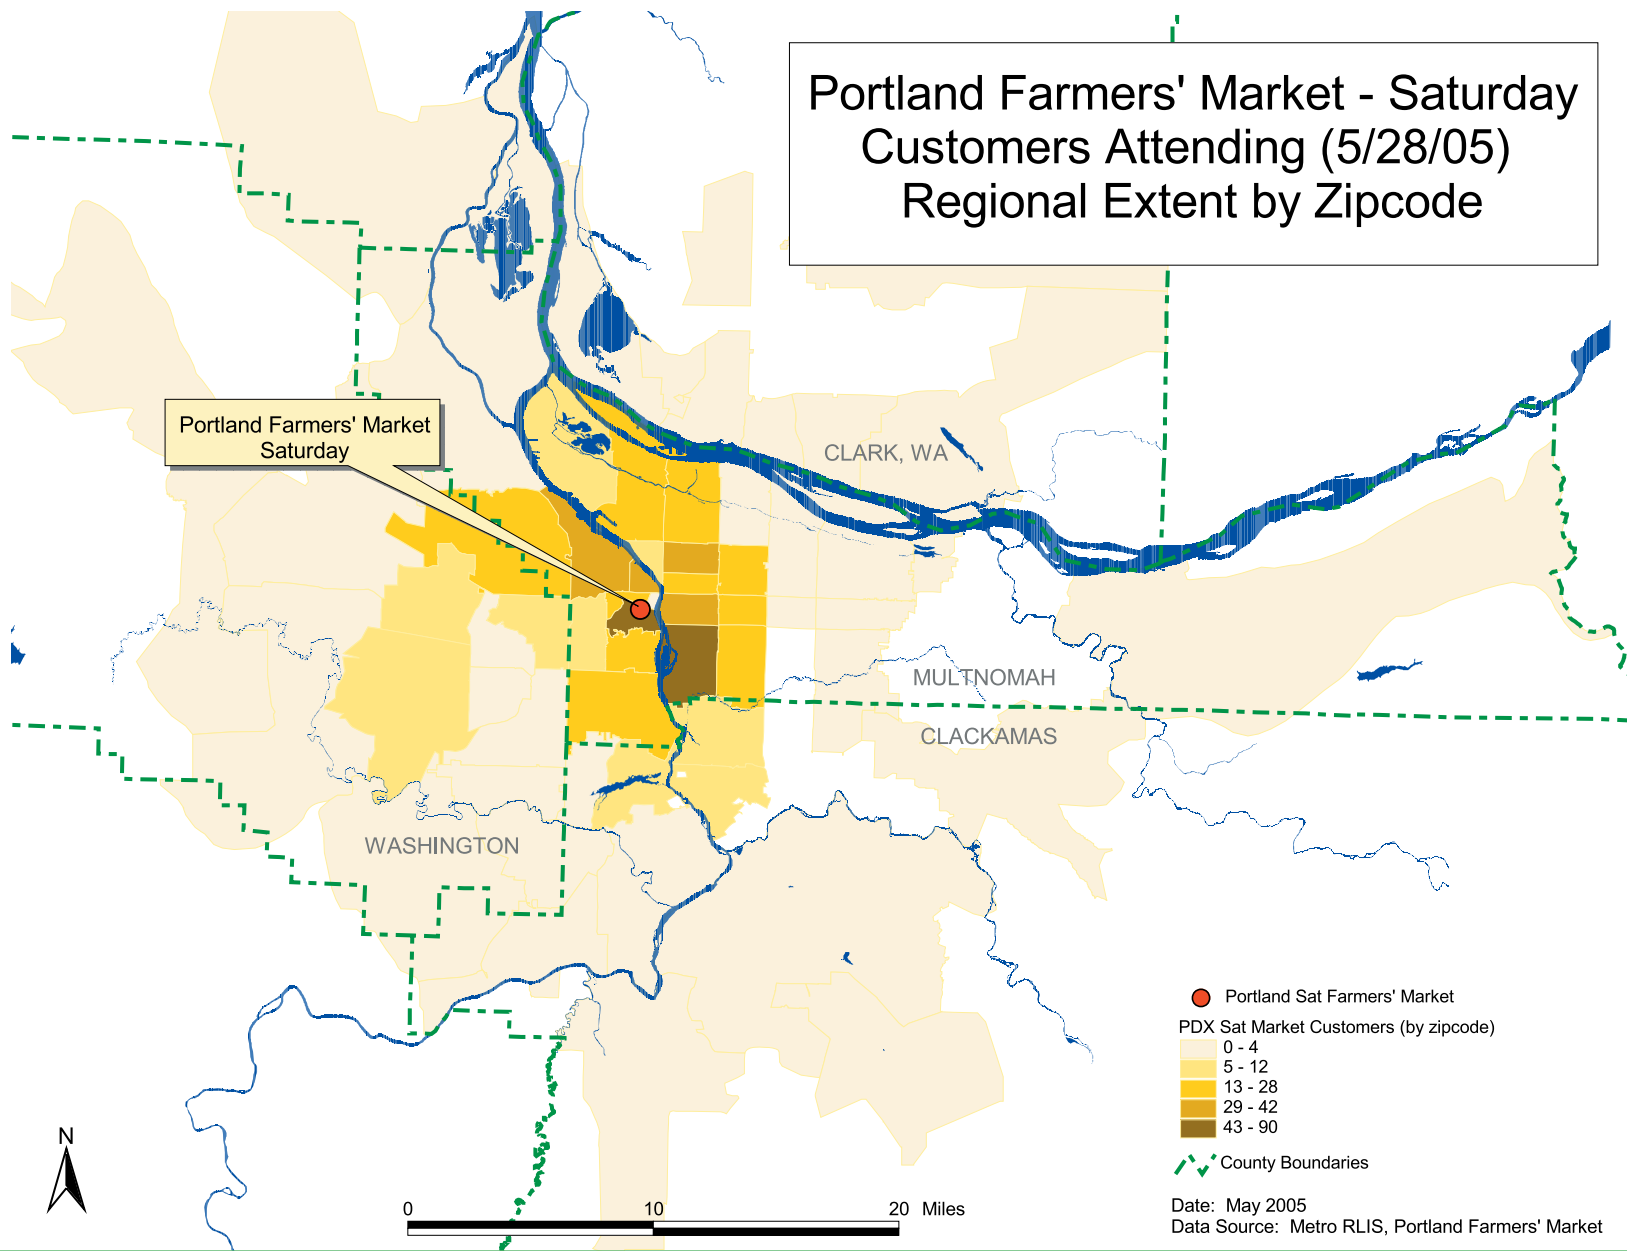 Portland Farmers' Market - Saturday
Customers Attending (5/28/05)
Regional Extent by Zipcode
Portland Farmers' Market
Saturday
CLARK, WA
MULTNOMAH
CLACKAMAS
WASHINGTON
Portland Sat Farmers' Market
PDX Sat Market Customers (by zipcode)
0 - 4
5 - 12
13 - 28
29 - 42
43 - 90
County Boundaries
N
0 10 20 Miles
Date: May 2005
Data Source: Metro RLIS, Portland Farmers' Market